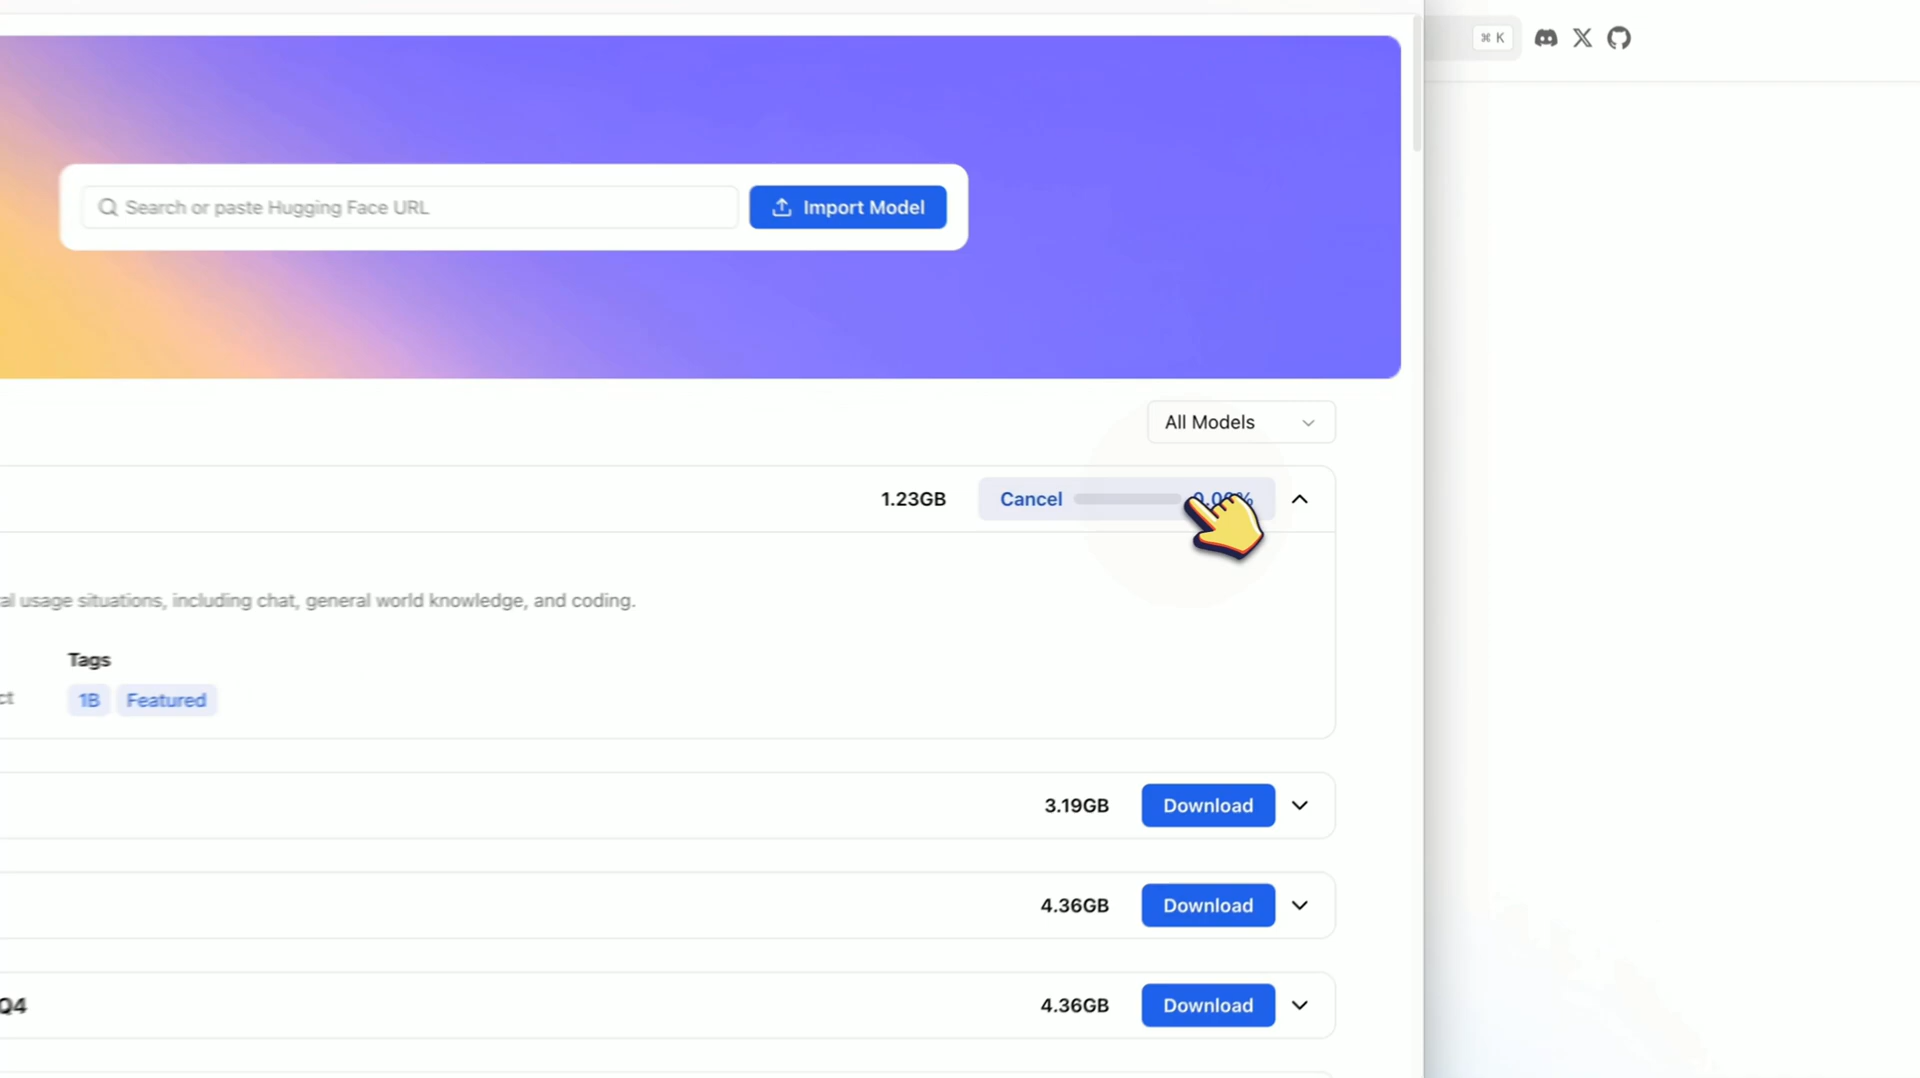 ⌘ K
Search or paste Hugging Face URL
Import Model
All Models
1.23GB
Cancel
al usage situations, including chat, general world knowledge, and coding.
Tags
ct
1B
Featured
3.19GB
Download
4.36GB
Download
Q4
4.36GB
Download